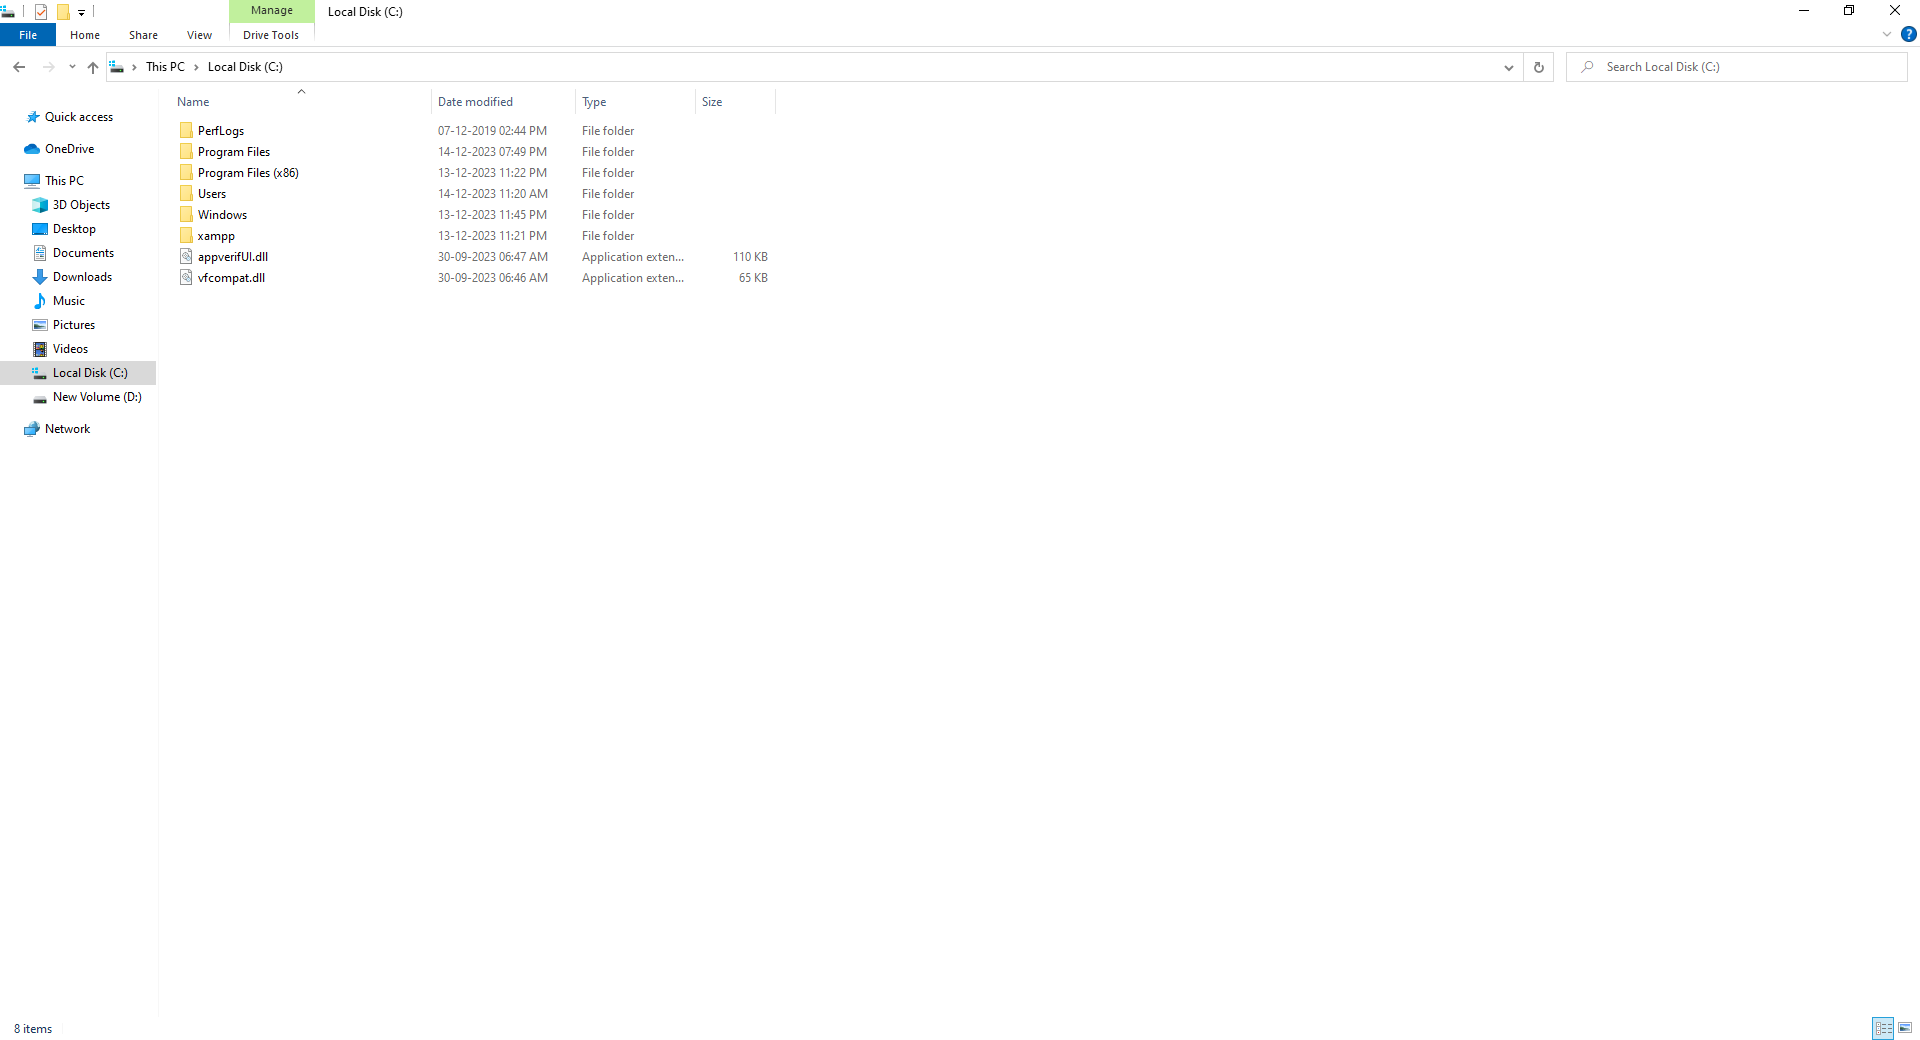 Manage
Local Disk (C:)
File
Home
Share
View
Drive Tools
?
This PC
Local Disk (C:)
Search Local Disk (C:)
Name
Date modified
Type
Size
Quick access
OneDrive
This PC
3D Objects
Desktop
Documents
Downloads
Music
Pictures
Videos
Local Disk (C:)
New Volume (D:)
Network
PerfLogs 07-12-2019 02:44 PM File folder
Program Files 14-12-2023 07:49 PM File folder
Program Files (x86) 13-12-2023 11:22 PM File folder
Users 14-12-2023 11:20 AM File folder
Windows 13-12-2023 11:45 PM File folder
xampp 13-12-2023 11:21 PM File folder
appverifUI.dll 30-09-2023 06:47 AM Application exten... 110 KB
vfcompat.dll 30-09-2023 06:46 AM Application exten... 65 KB
8 items